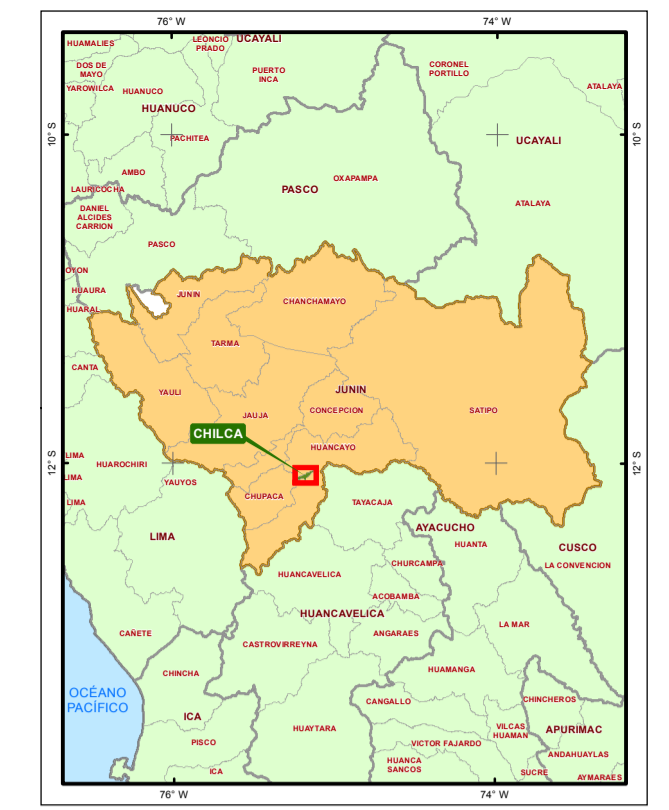 76° W
74° W
HUAMALIES
LEONCIO
PRADO
UCAYALI
DOS DE
MAYO
PUERTO
INCA
CORONEL
PORTILLO
YAROWILCA
HUANUCO
ATALAYA
HUANUCO
10° S
10° S
PACHITEA
UCAYALI
AMBO
OXAPAMPA
LAURICOCHA
PASCO
ATALAYA
DANIEL
ALCIDES
CARRION
PASCO
OYON
HUAURA
JUNIN
CHANCHAMAYO
HUARAL
TARMA
CANTA
YAULI
JUNIN
JAUJA
CONCEPCION
SATIPO
CHILCA
HUANCAYO
LIMA
HUAROCHIRI
12° S
12° S
LIMA
YAUYOS
CHUPACA
LIMA
TAYACAJA
LIMA
AYACUCHO
HUANTA
CUSCO
CHURCAMPA
LA CONVENCION
HUANCAVELICA
ACOBAMBA
HUANCAVELICA
LA MAR
CAÑETE
ANGARAES
CASTROVIRREYNA
CHINCHA
HUAMANGA
OCÉANO
PACÍFICO
CANGALLO
CHINCHEROS
ICA
HUAYTARA
VILCAS
HUAMAN
APURIMAC
PISCO
VICTOR FAJARDO
ANDAHUAYLAS
HUANCA
SANCOS
ICA
SUCRE
AYMARAES
76° W
74° W